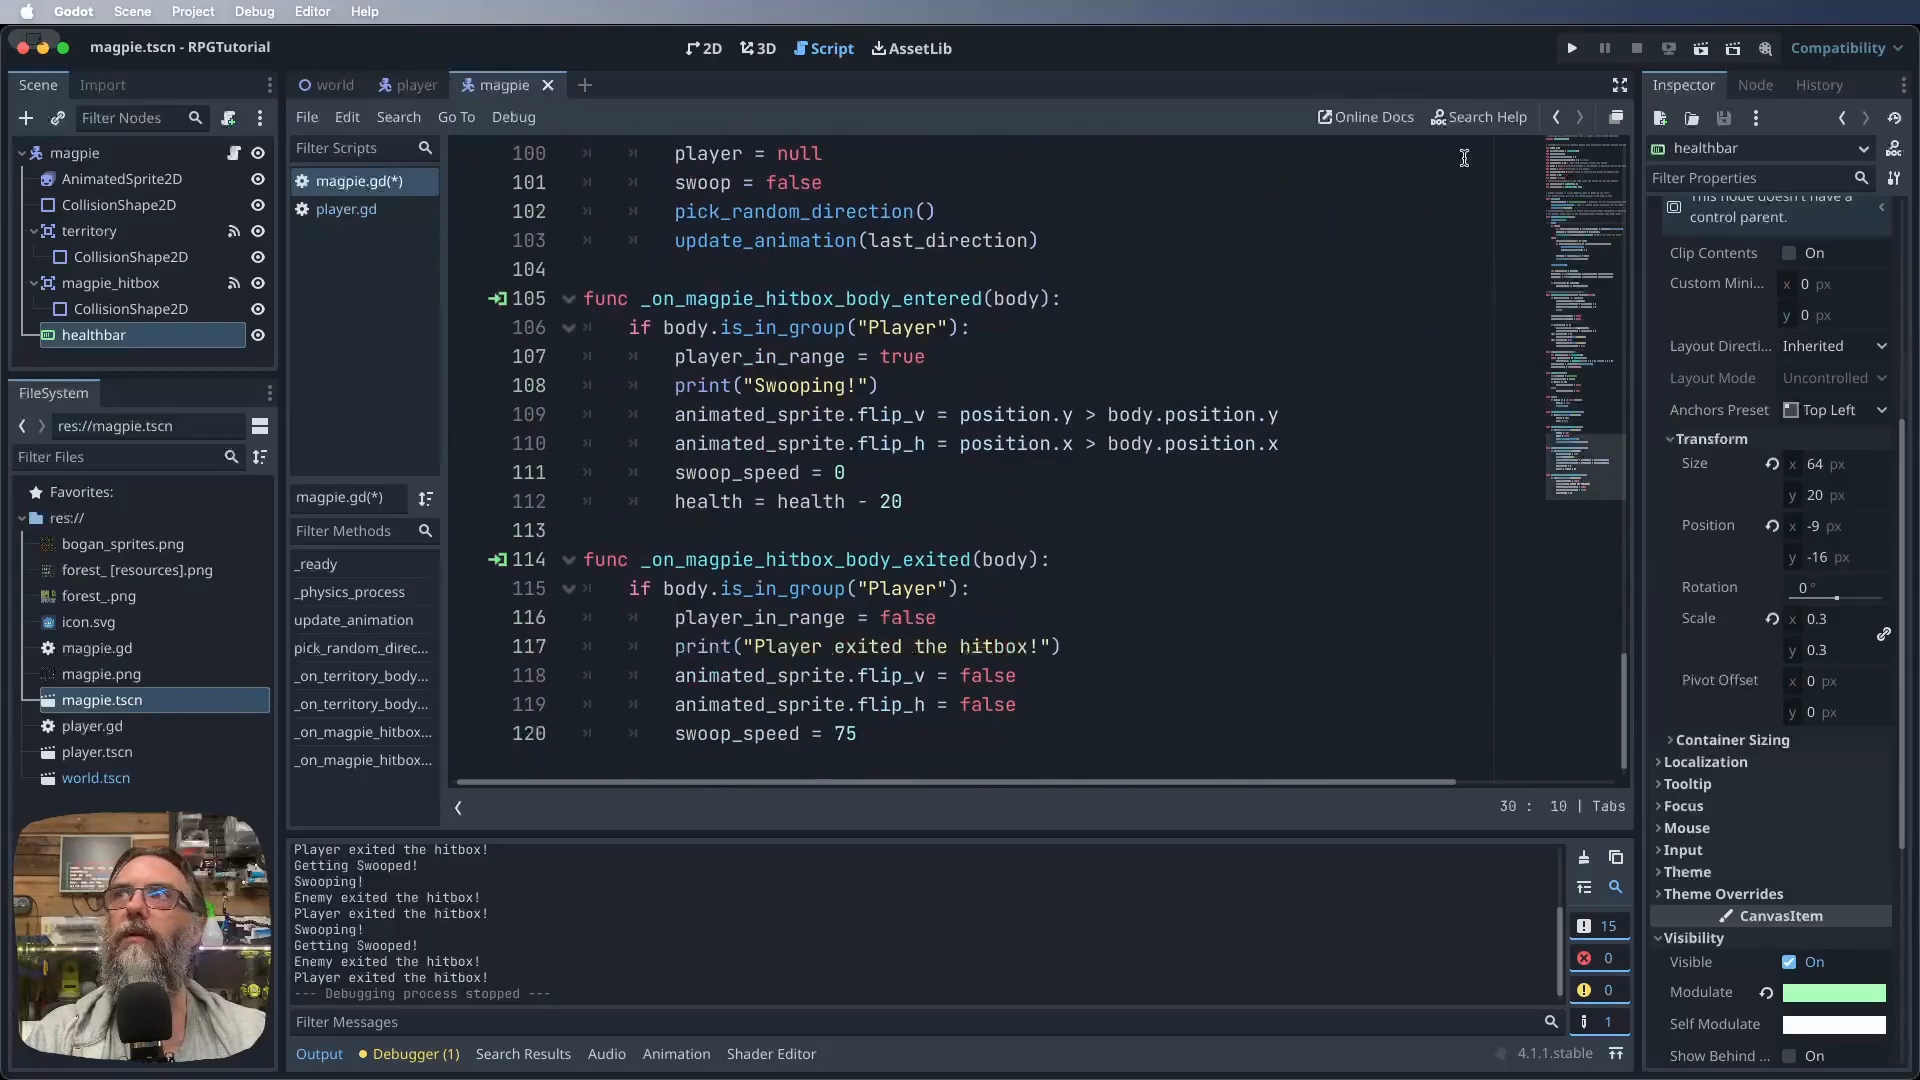 Godot Scene Project Debug Editor Help
magpie.tscn - RPGTutorial
2D 3D Script AssetLib
Compatibility
Scene Import
Filter Nodes
magpie
AnimatedSprite2D
CollisionShape2D
territory
CollisionShape2D
magpie_hitbox
CollisionShape2D
healthbar
FileSystem
res://magpie.tscn
Filter Files
Favorites:
res://
bogan_sprites.png
forest_ [resources].png
forest_.png
icon.svg
magpie.gd
magpie.png
magpie.tscn
player.gd
player.tscn
world.tscn
world player magpie
File Edit Search Go To Debug
Online Docs Search Help
Filter Scripts
magpie.gd(*)
player.gd
magpie.gd(*)
Filter Methods
_ready
_physics_process
update_animation
pick_random_direc...
_on_territory_body...
_on_territory_body...
_on_magpie_hitbox...
_on_magpie_hitbox...
100 player = null
101 swoop = false
102 pick_random_direction()
103 update_animation(last_direction)
104
105 func _on_magpie_hitbox_body_entered(body):
106 if body.is_in_group("Player"):
107 player_in_range = true
108 print("Swooping!")
109 animated_sprite.flip_v = position.y > body.position.y
110 animated_sprite.flip_h = position.x > body.position.x
111 swoop_speed = 0
112 health = health - 20
113
114 func _on_magpie_hitbox_body_exited(body):
115 if body.is_in_group("Player"):
116 player_in_range = false
117 print("Player exited the hitbox!")
118 animated_sprite.flip_v = false
119 animated_sprite.flip_h = false
120 swoop_speed = 75
30 : 10 | Tabs
Player exited the hitbox!
Getting Swooped!
Swooping!
Enemy exited the hitbox!
Player exited the hitbox!
Swooping!
Getting Swooped!
Enemy exited the hitbox!
Player exited the hitbox!
--- Debugging process stopped ---
Filter Messages
15
0
0
1
Output Debugger (1) Search Results Audio Animation Shader Editor
4.1.1.stable
Inspector Node History
healthbar
Filter Properties
This node doesn't have a
control parent.
Clip Contents On
Custom Mini... x 0 px
y 0 px
Layout Directi... Inherited
Layout Mode Uncontrolled
Anchors Preset Top Left
Transform
Size x 64 px
y 20 px
Position x -9 px
y -16 px
Rotation 0 °
Scale x 0.3
y 0.3
Pivot Offset x 0 px
y 0 px
Container Sizing
Localization
Tooltip
Focus
Mouse
Input
Theme
Theme Overrides
CanvasItem
Visibility
Visible On
Modulate
Self Modulate
Show Behind ... On